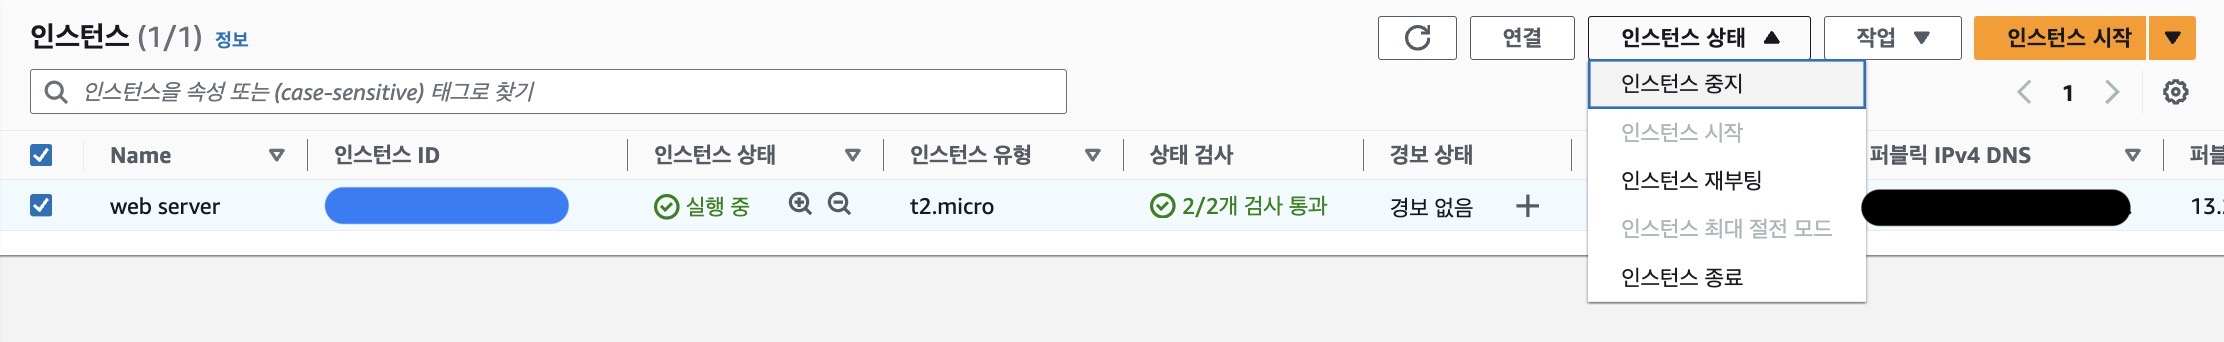 인스턴스 (1/1) 정보
연결
인스턴스 상태
작업
인스턴스 시작
인스턴스을 속성 또는 (case-sensitive) 태그로 찾기
1
인스턴스 중지
인스턴스 시작
인스턴스 재부팅
인스턴스 최대 절전 모드
인스턴스 종료
Name 인스턴스 ID 인스턴스 상태 인스턴스 유형 상태 검사 경보 상태 퍼블릭 IPv4 DNS
web server 실행 중 t2.micro 2/2개 검사 통과 경보 없음 13.